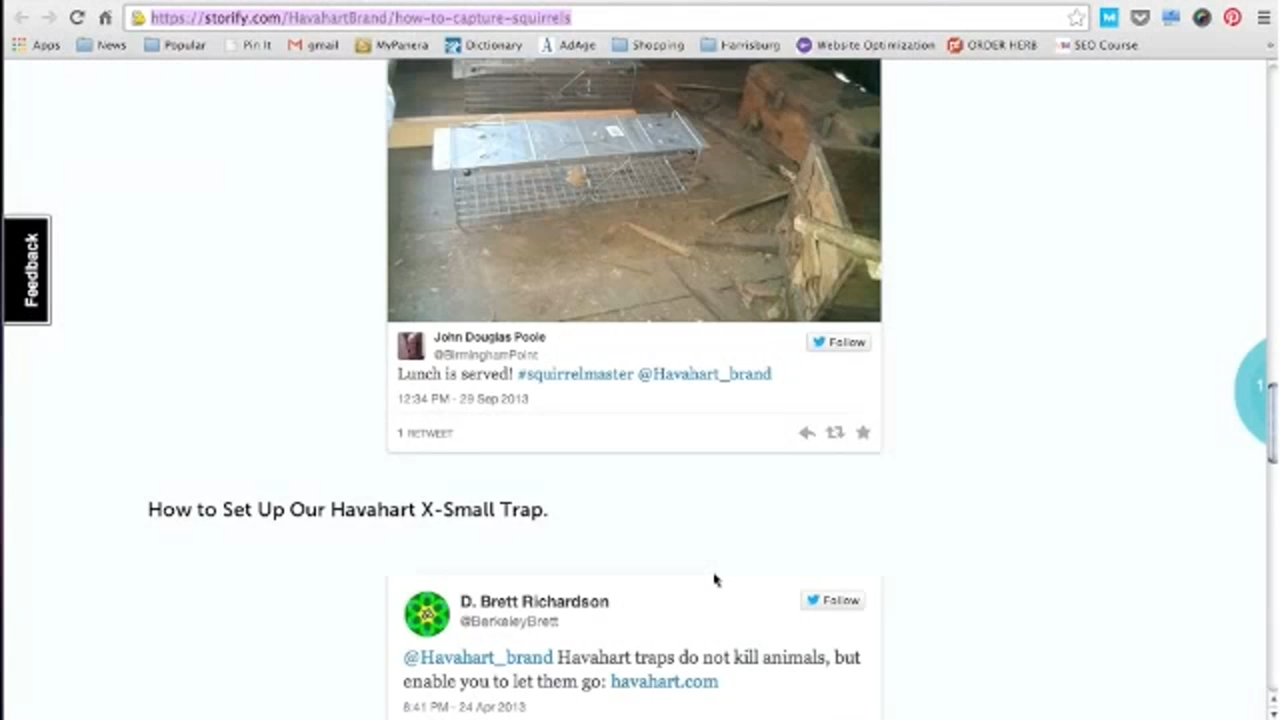 https://storify.com/HavahartBrand/how-to-capture-squirrels
Apps News Popular Pin It gmail MyPanera Dictionary AdAge Shopping Harrisburg Website Optimization ORDER HERB SEO Course »
Feedback
John Douglas Poole
@BirminghamPoint
Follow
Lunch is served! #squirrelmaster @Havahart_brand
12:34 PM - 29 Sep 2013
1 RETWEET
1
How to Set Up Our Havahart X-Small Trap.
D. Brett Richardson
@BerkeleyBrett
Follow
@Havahart_brand Havahart traps do not kill animals, but
enable you to let them go: havahart.com
8:41 PM - 24 Apr 2013